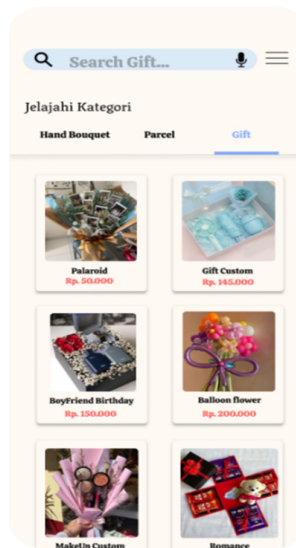 Search Gift...
Jelajahi Kategori
Hand Bouquet Parcel Gift
Palaroid
Rp. 50.000
Gift Custom
Rp. 145.000
BoyFriend Birthday
Rp. 150.000
Balloon flower
Rp. 200.000
MakeUp Custom
Romance